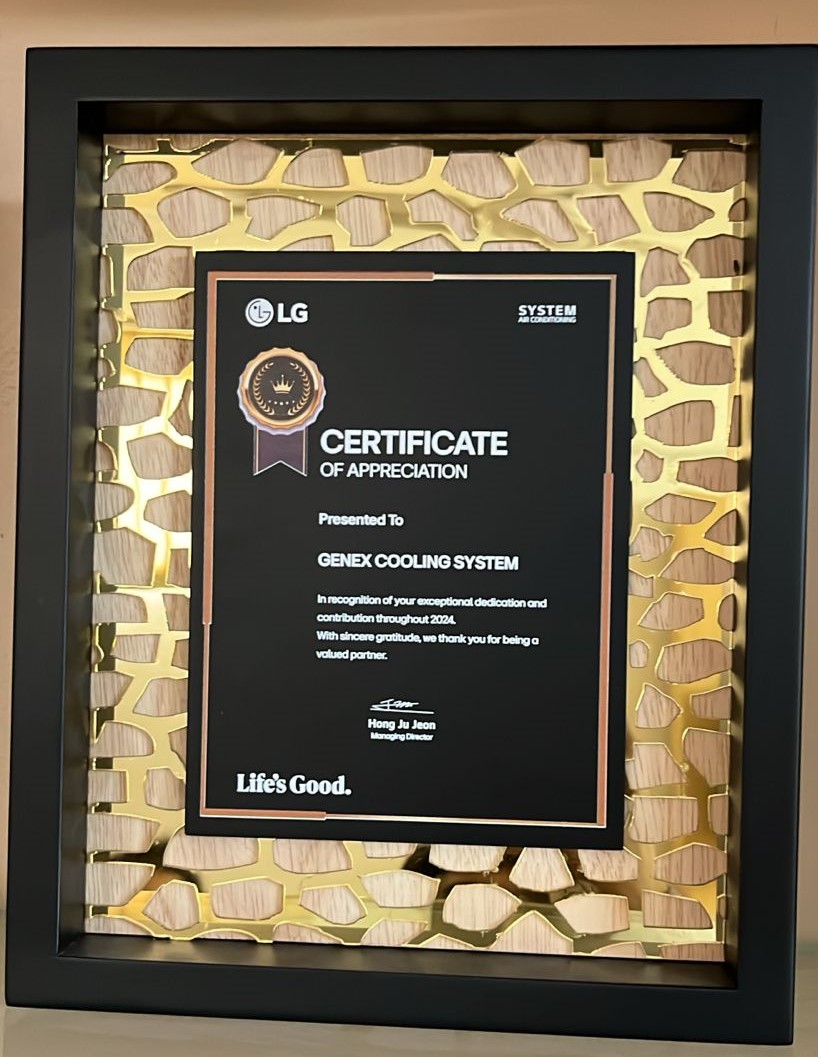 LG
SYSTEM
AIR CONDITIONING
CERTIFICATE
OF APPRECIATION
Presented To
GENEX COOLING SYSTEM
In recognition of your exceptional dedication and
contribution throughout 2024.
With sincere gratitude, we thank you for being a
valued partner.
Hong Ju Jeon
Managing Director
Life's Good.